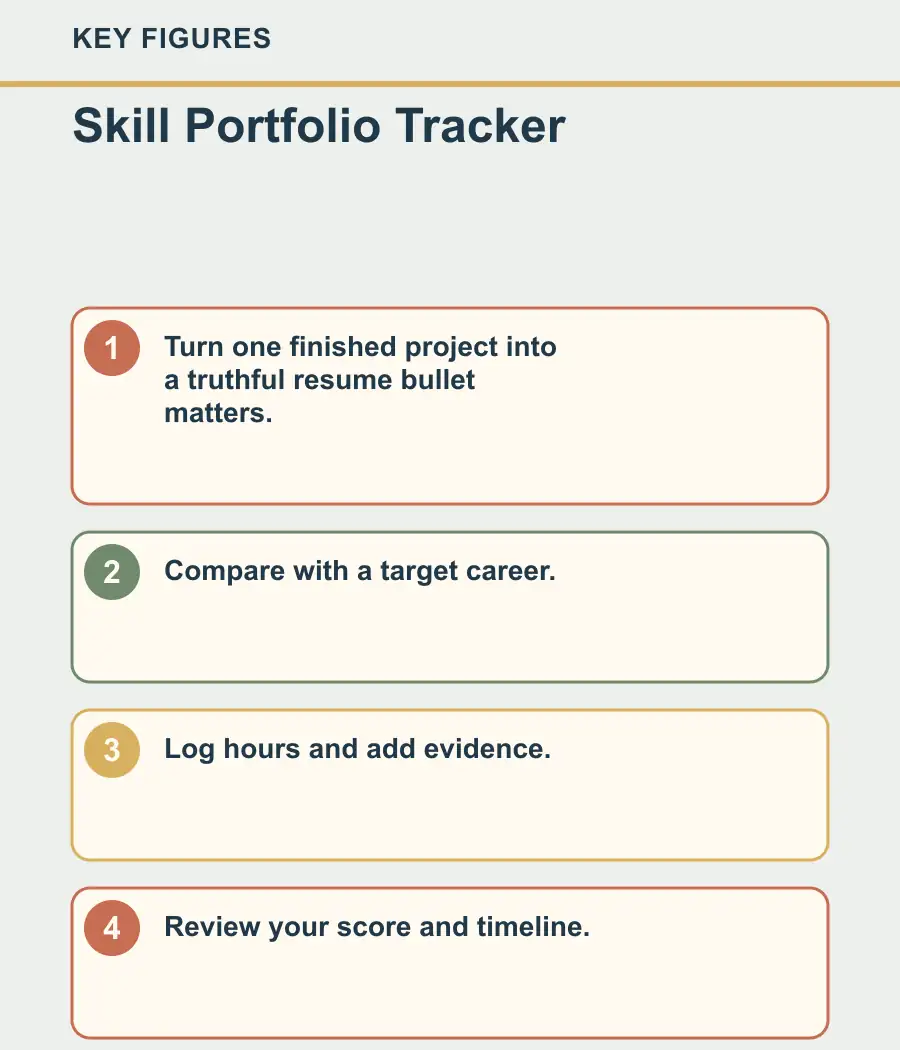 KEY FIGURES
Skill Portfolio Tracker
1
Turn one finished project into
a truthful resume bullet
matters.
2
Compare with a target career.
3
Log hours and add evidence.
4
Review your score and timeline.